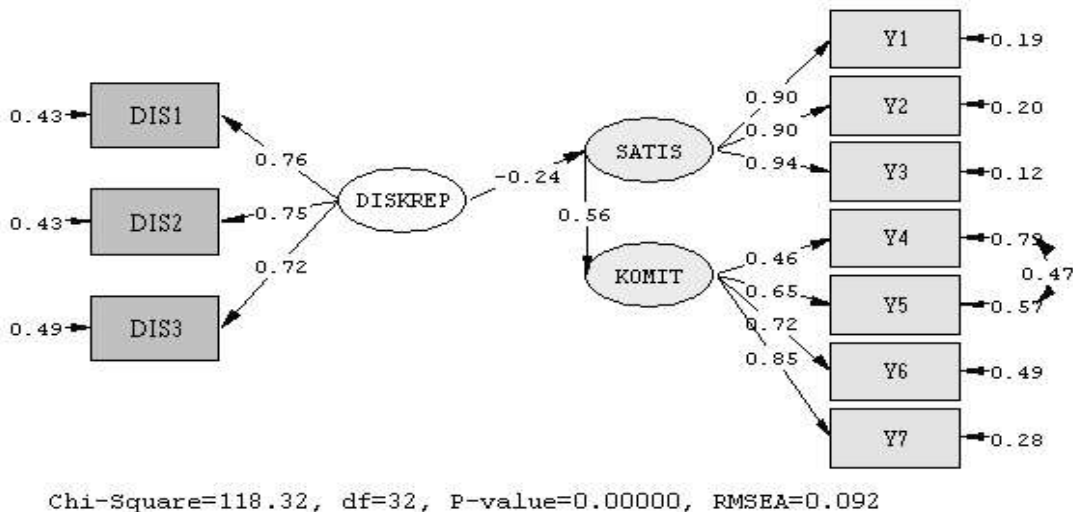 Y1
0.19
0.90
0.43
DIS1
Y2
0.20
0.90
SATIS
0.76
-0.24
0.94
Y3
0.12
DISKREP
0.75
0.43
DIS2
0.56
Y4
0.79
0.46
0.47
KOMIT
0.65
Y5
0.57
0.72
0.72
0.49
DIS3
0.85
Y6
0.49
Y7
0.28
Chi-Square=118.32, df=32, P-value=0.00000, RMSEA=0.092